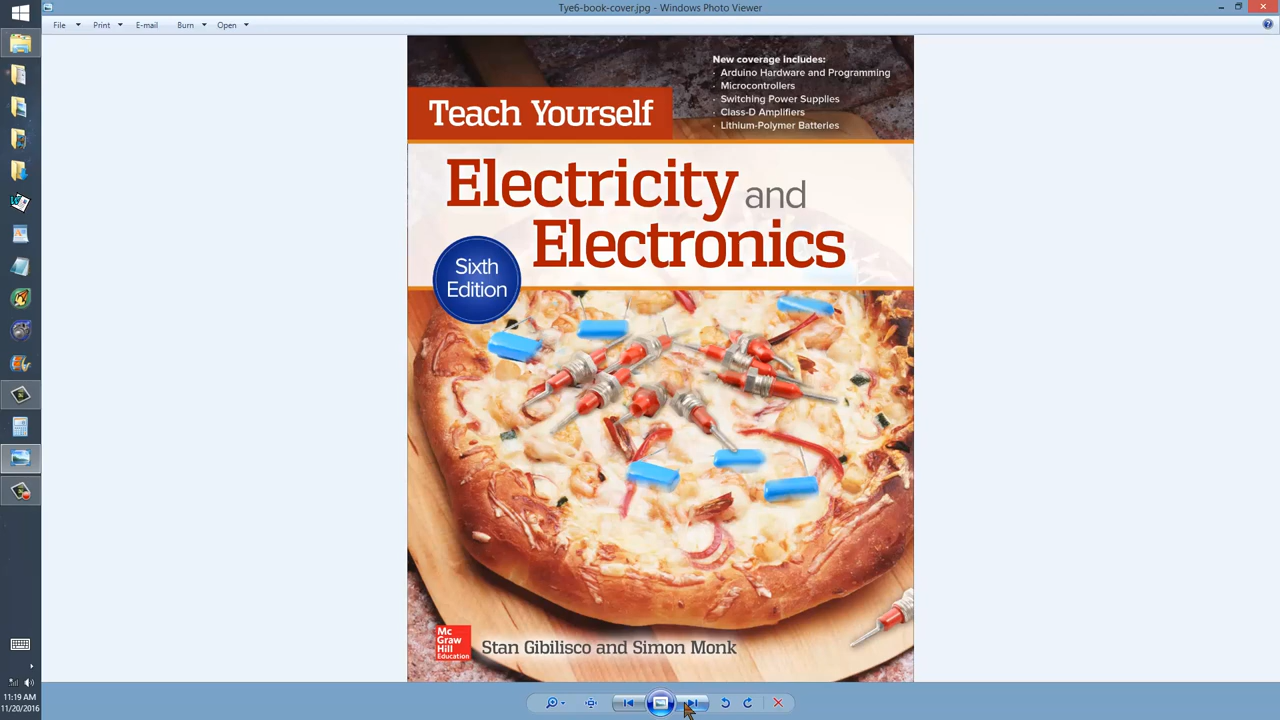 Tye6-book-cover.jpg - Windows Photo Viewer
File Print E-mail Burn Open
New coverage includes:
· Arduino Hardware and Programming
· Microcontrollers
· Switching Power Supplies
· Class-D Amplifiers
· Lithium-Polymer Batteries
Teach Yourself
Electricity and
Electronics
Sixth
Edition
Mc
Graw
Hill
Education
Stan Gibilisco and Simon Monk
11:19 AM
11/20/2016